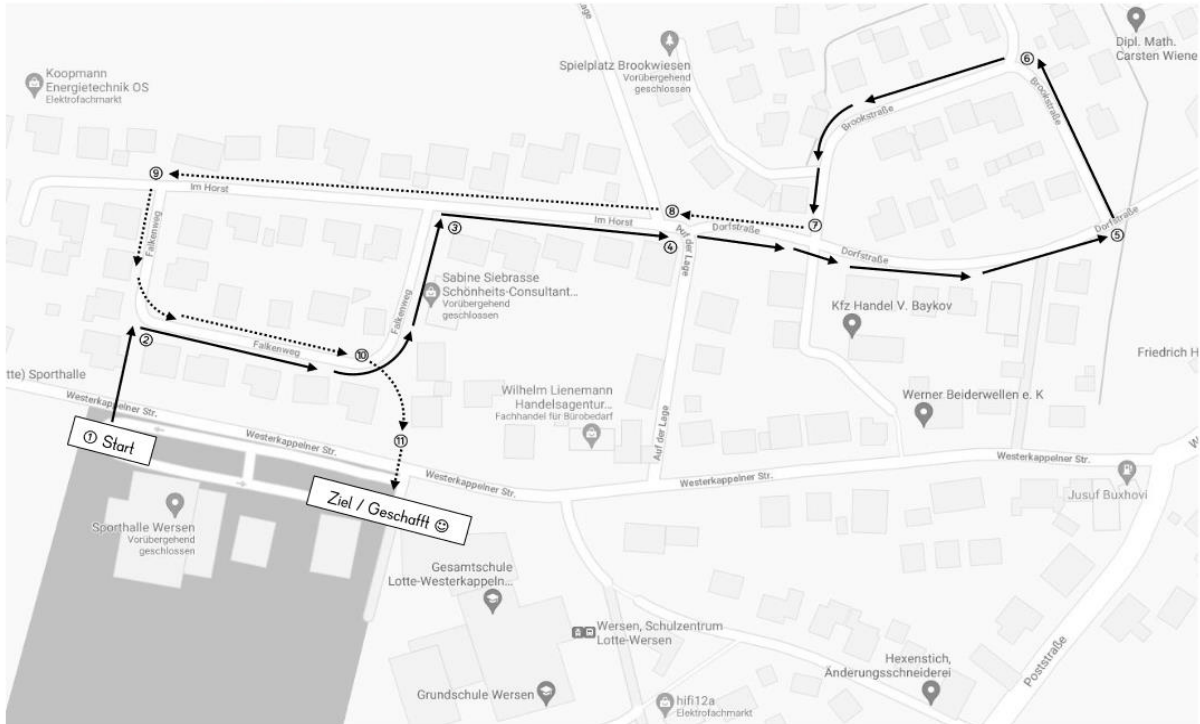 Lage
Dipl. Math.
Carsten Wiene
Spielplatz Brookwiesen
Vorübergehend
geschlossen
⑥
Koopmann
Energietechnik OS
Elektrofachmarkt
Brookstraße
Brookstraße
⑨
Im Horst
⑧
⑦
Im Horst
Dorfstraße
Dorfstraße
⑤
③
④
Auf der Lage
Dorfstraße
Falkenweg
Sabine Siebrasse
Schönheits-Consultant...
Vorübergehend
geschlossen
Falkenweg
Kfz Handel V. Baykov
②
Falkenweg
⑩
Friedrich H
tte) Sporthalle
Wilhelm Lienemann
Handelsagentur...
Fachhandel für Bürobedarf
Werner Beiderwellen e. K
Westerkappelner Str.
① Start
Westerkappelner Str.
⑪
Auf der Lage
Westerkappelner Str.
Westerkappelner Str.
Westerkappelner Str.
W
Ziel / Geschafft ☺
Jusuf Buxhovi
Sporthalle Wersen
Vorübergehend
geschlossen
Gesamtschule
Lotte-Westerkappeln...
Wersen, Schulzentrum
Lotte-Wersen
Poststraße
Hexenstich,
Änderungsschneiderei
Grundschule Wersen
hifi12a
Elektrofachmarkt